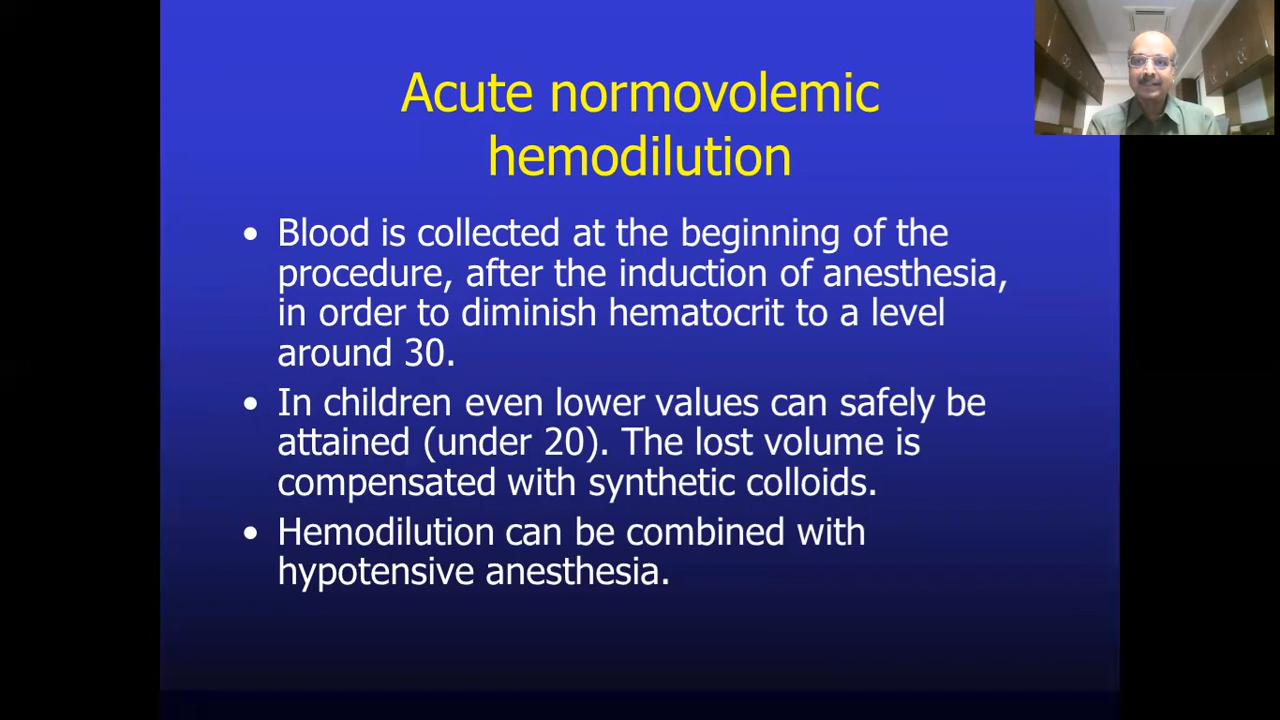 Acute normovolemic
hemodilution
• Blood is collected at the beginning of the
procedure, after the induction of anesthesia,
in order to diminish hematocrit to a level
around 30.
• In children even lower values can safely be
attained (under 20). The lost volume is
compensated with synthetic colloids.
• Hemodilution can be combined with
hypotensive anesthesia.